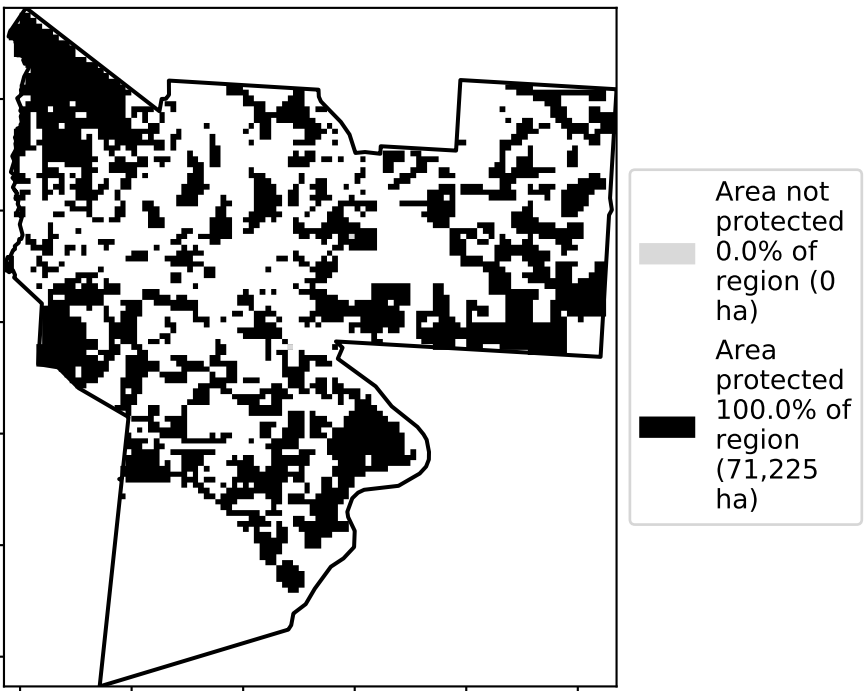 Area not
protected
0.0% of
region (0
ha)
Area
protected
100.0% of
region
(71,225
ha)